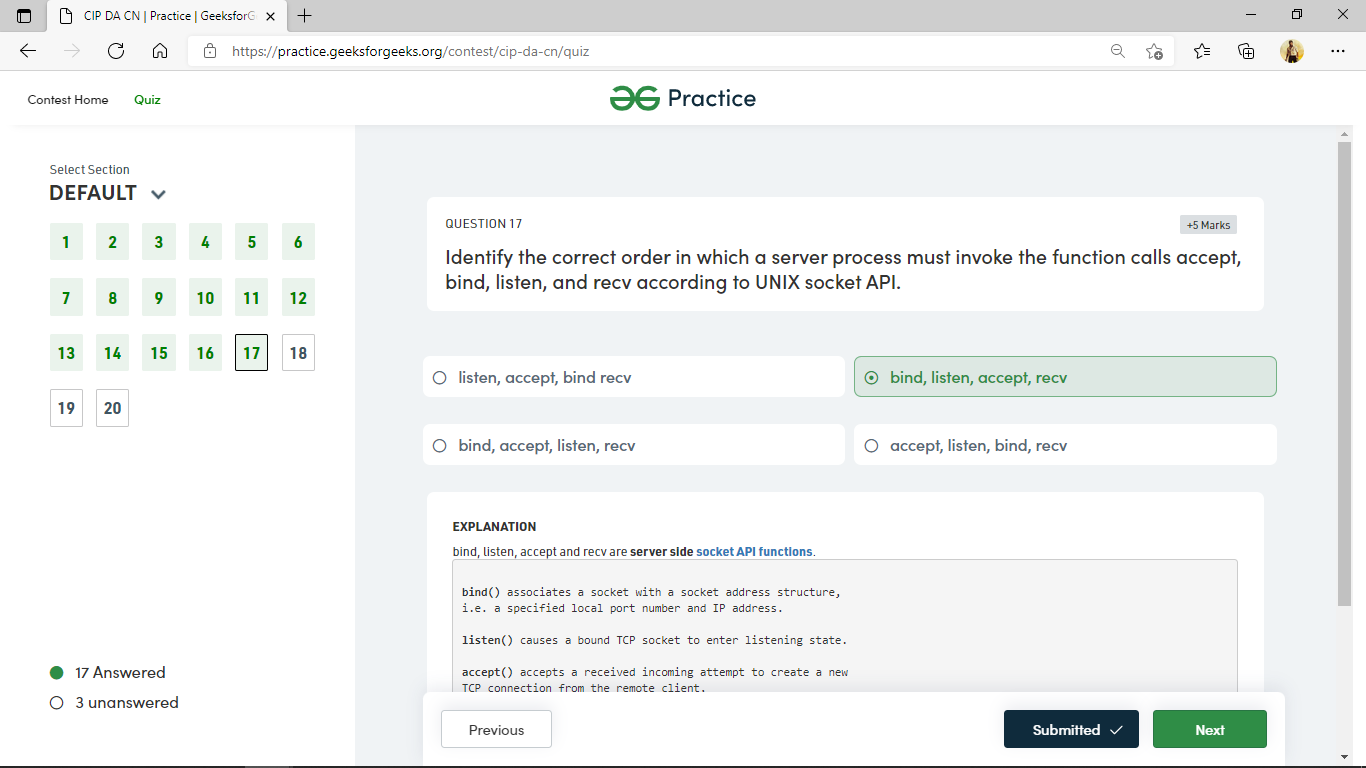 CIP DA CN | Practice | GeeksforG
https://practice.geeksforgeeks.org/contest/cip-da-cn/quiz
Contest Home Quiz
Practice
Select Section
DEFAULT
1 2 3 4 5 6
7 8 9 10 11 12
13 14 15 16 17 18
19 20
17 Answered
3 unanswered
QUESTION 17
+5 Marks
Identify the correct order in which a server process must invoke the function calls accept,
bind, listen, and recv according to UNIX socket API.
listen, accept, bind recv
bind, listen, accept, recv
bind, accept, listen, recv
accept, listen, bind, recv
EXPLANATION
bind, listen, accept and recv are server side socket API functions.
bind() associates a socket with a socket address structure,
i.e. a specified local port number and IP address.
listen() causes a bound TCP socket to enter listening state.
accept() accepts a received incoming attempt to create a new
TCP connection from the remote client.
Previous
Submitted
Next